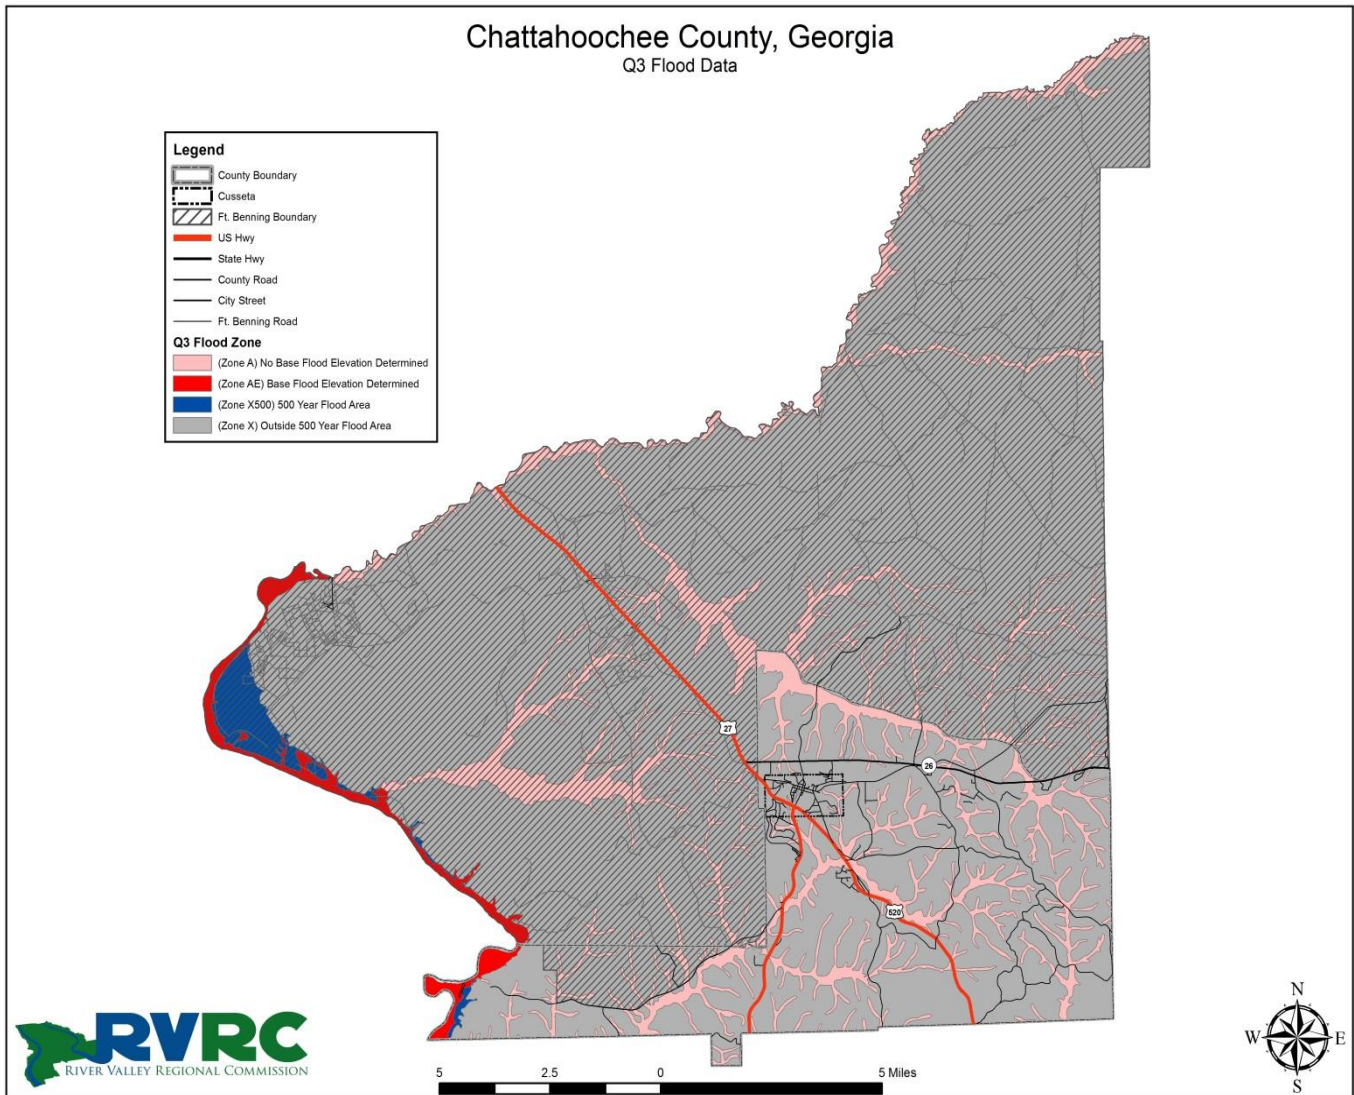 Chattahoochee County, Georgia
Q3 Flood Data
Legend
County Boundary
Cusseta
Ft. Benning Boundary
US Hwy
State Hwy
County Road
City Street
Ft. Benning Road
Q3 Flood Zone
(Zone A) No Base Flood Elevation Determined
(Zone AE) Base Flood Elevation Determined
(Zone X500) 500 Year Flood Area
(Zone X) Outside 500 Year Flood Area
27
26
520
RVRC
RIVER VALLEY REGIONAL COMMISSION
5 2.5 0 5 Miles
N
W E
S